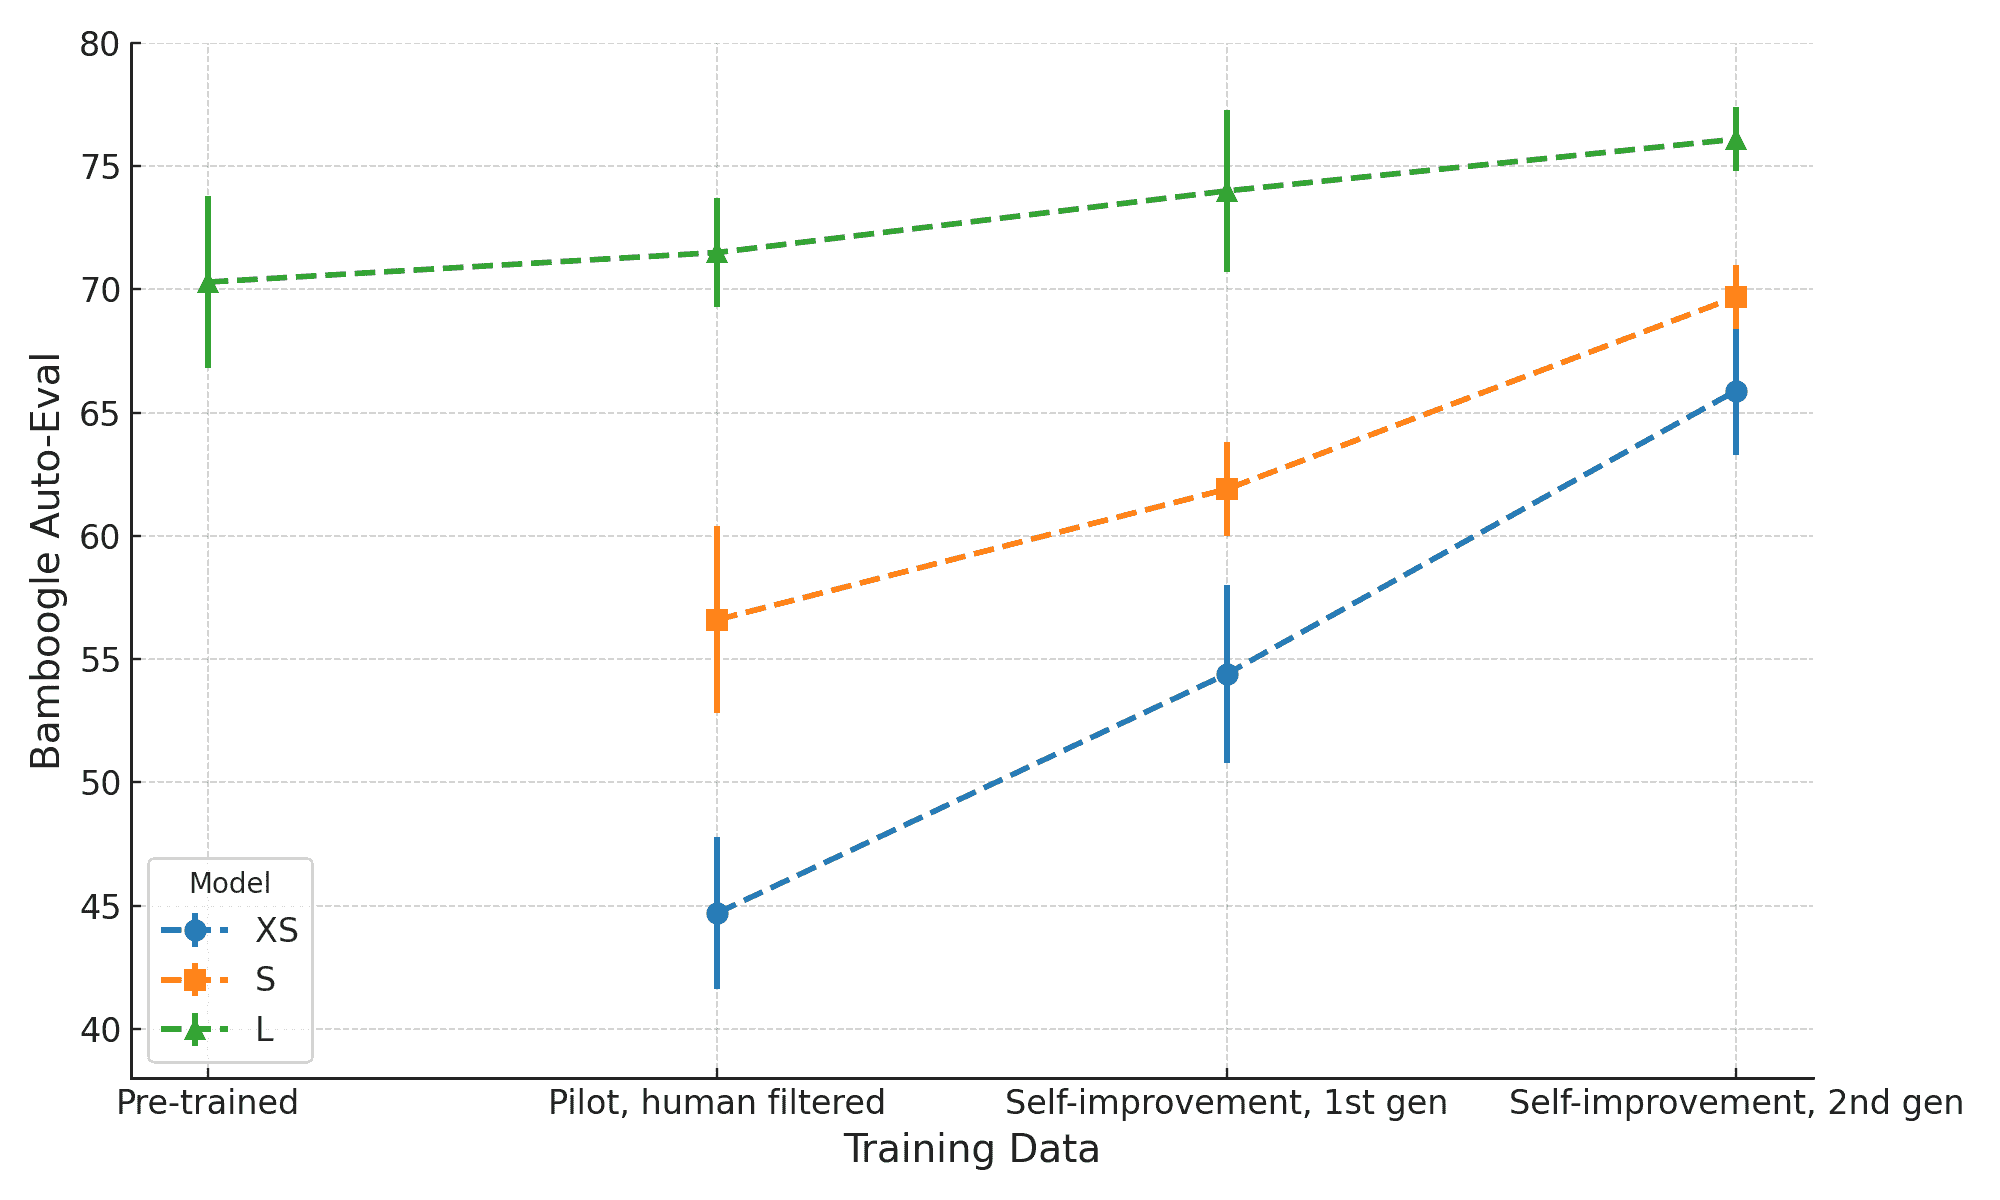 80
75
70
65
60
55
50
45
40
Bamboogle Auto-Eval
Model
XS
S
L
Pre-trained
Pilot, human filtered
Self-improvement, 1st gen
Self-improvement, 2nd gen
Training Data